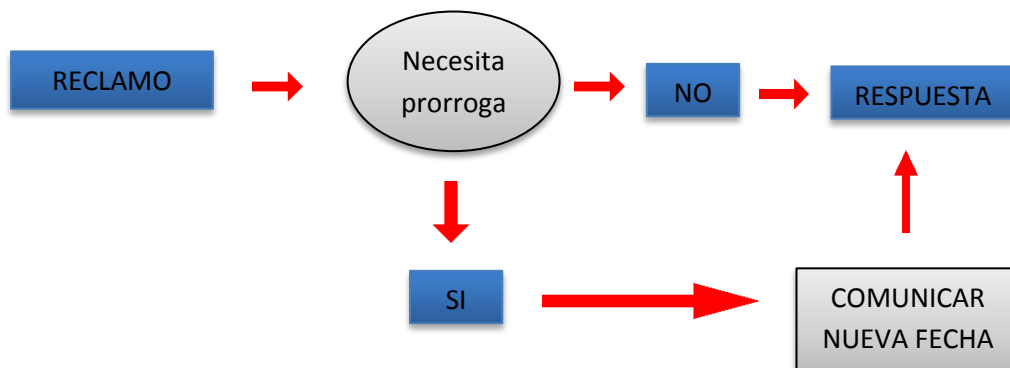 RECLAMO
Necesita
prorroga
NO
RESPUESTA
SI
COMUNICAR
NUEVA FECHA